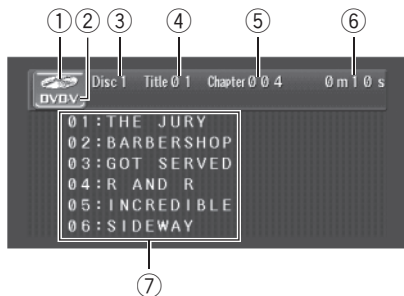 ① ② ③ ④ ⑤ ⑥
Disc 1 Title 0 1 Chapter 0 0 4 0 m 1 0 s
DVD-V
01:THE JURY
02:BARBERSHOP
03:GOT SERVED
04:R AND R
05:INCREDIBLE
06:SIDEWAY
⑦